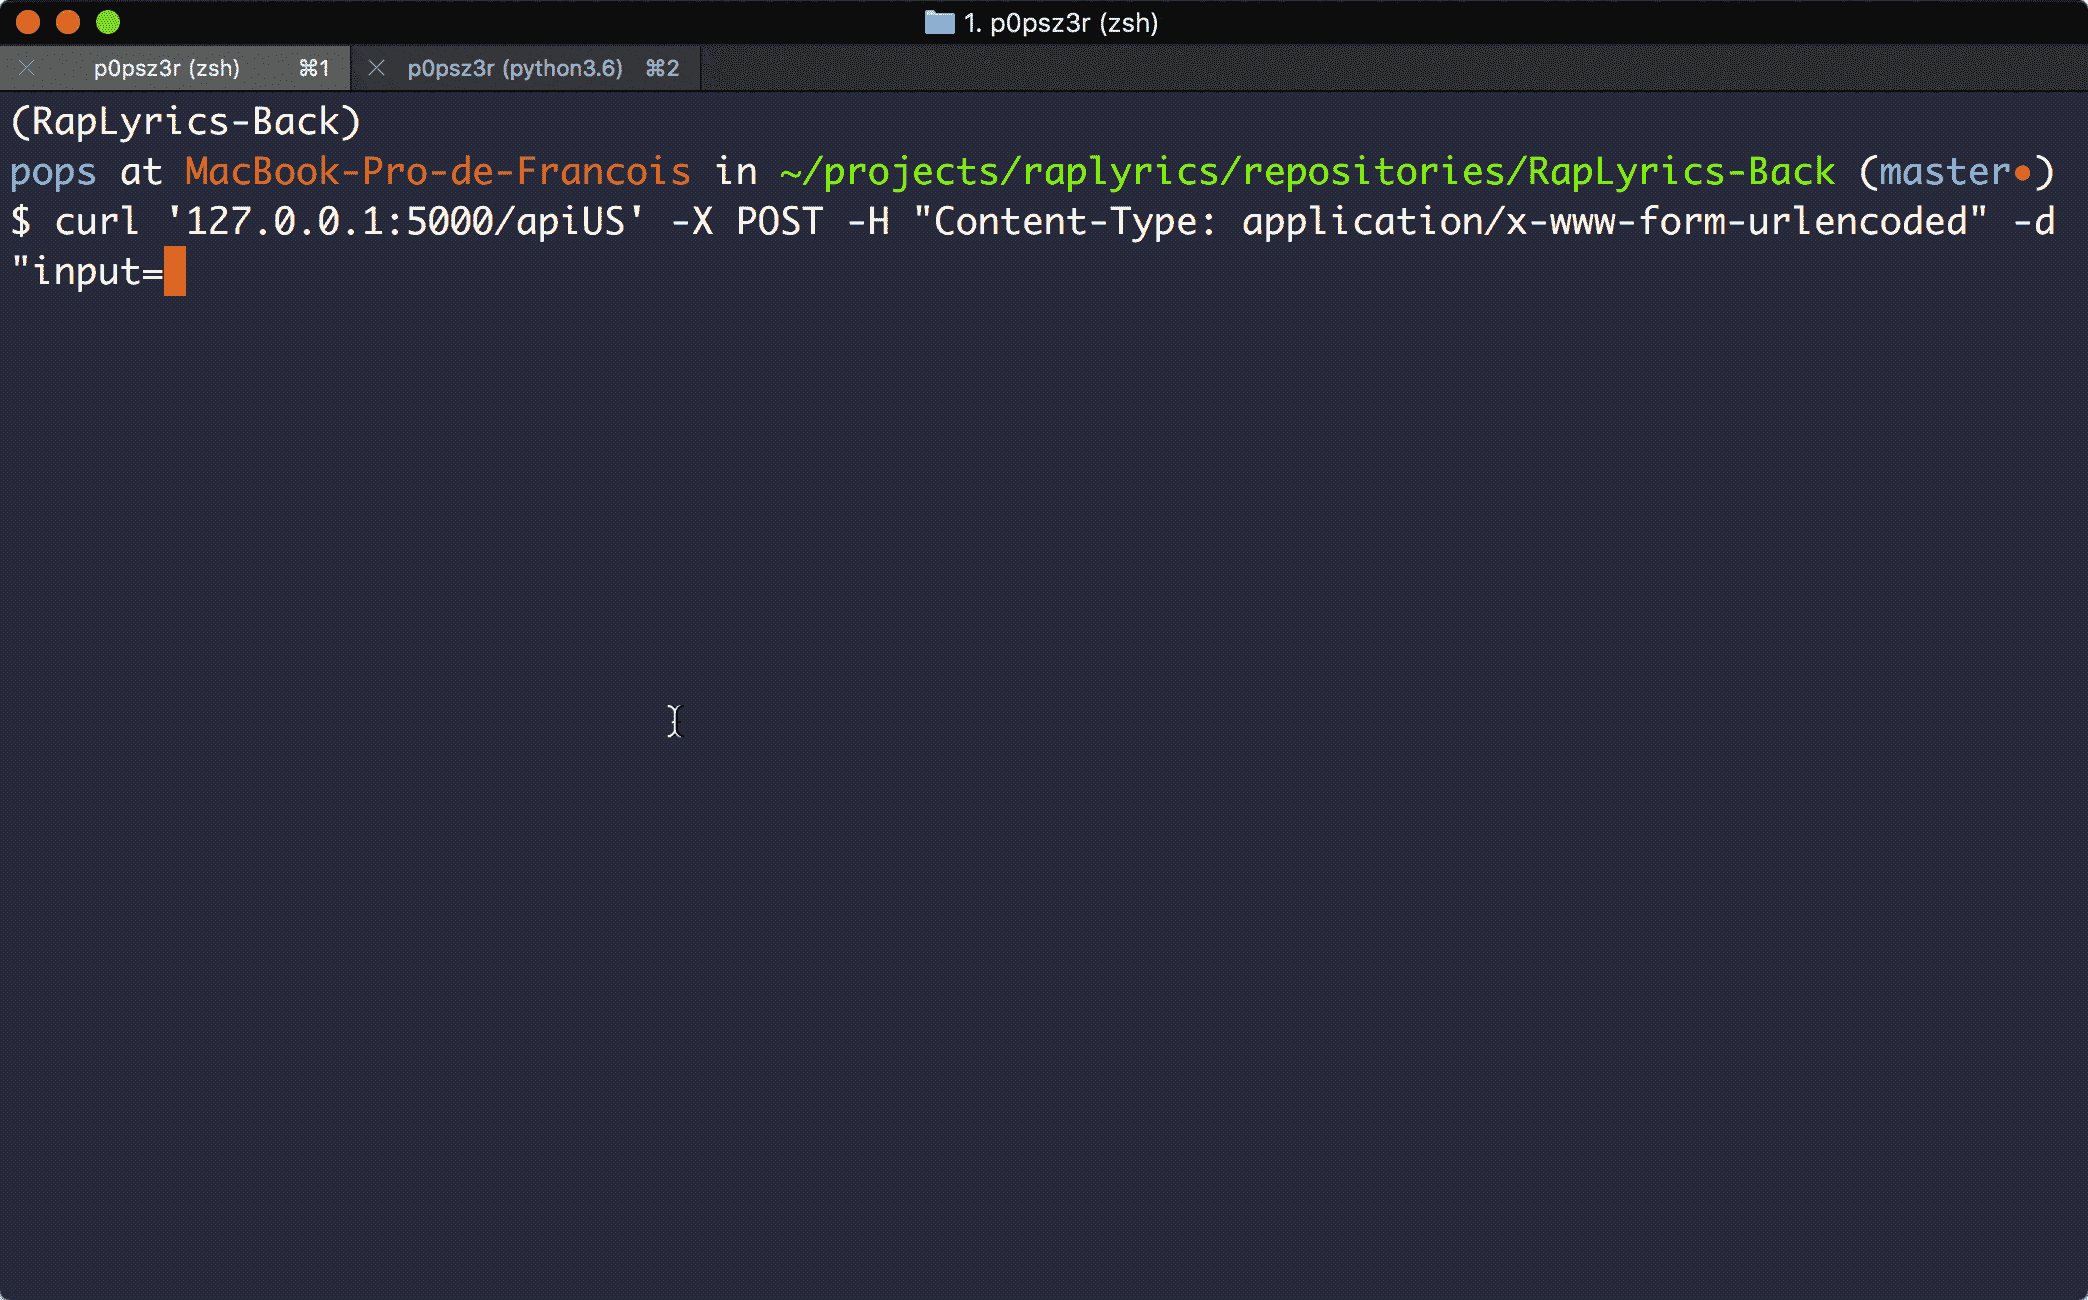 1. p0psz3r (zsh)
p0psz3r (zsh) ⌘1 p0psz3r (python3.6) ⌘2
(RapLyrics-Back)
pops at MacBook-Pro-de-Francois in ~/projects/raplyrics/repositories/RapLyrics-Back (master•)
$ curl '127.0.0.1:5000/apiUS' -X POST -H "Content-Type: application/x-www-form-urlencoded" -d
"input=